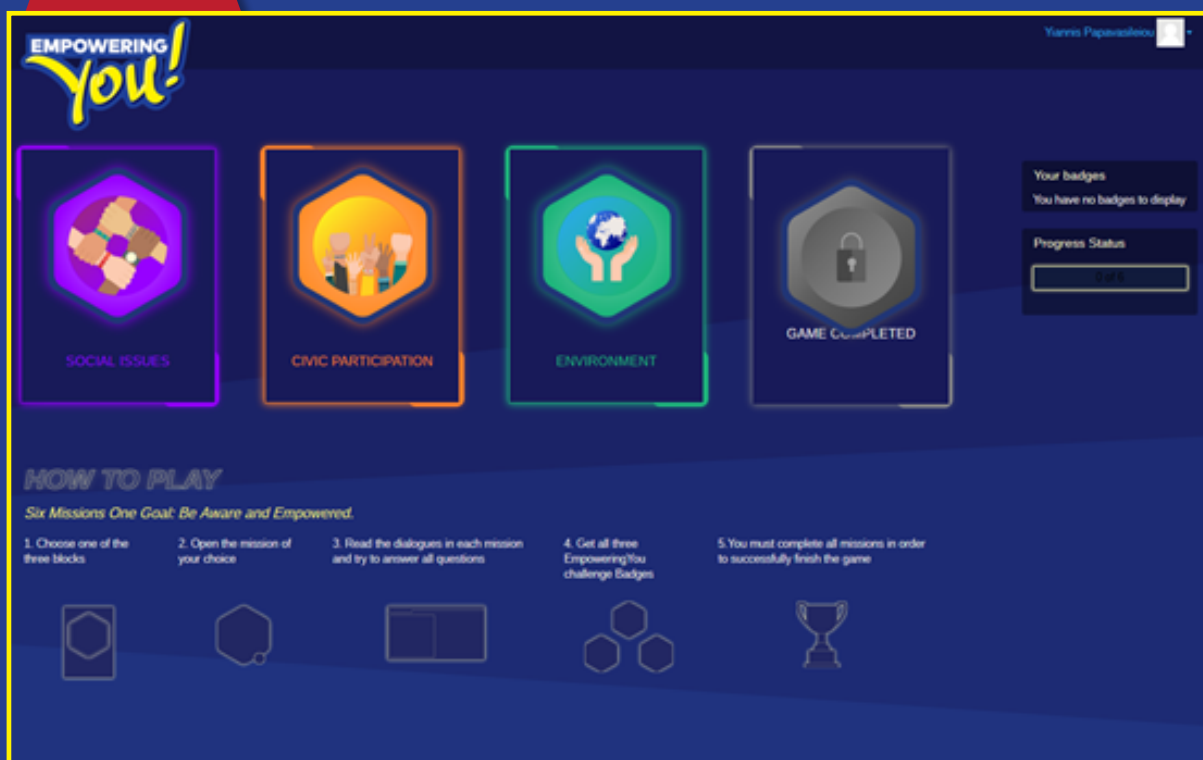 EMPOWERING
You!
Yiannis Papavasileiou
SOCIAL ISSUES
CIVIC PARTICIPATION
ENVIRONMENT
GAME COMPLETED
Your badges
You have no badges to display
Progress Status
0 of 6
HOW TO PLAY
Six Missions One Goal: Be Aware and Empowered.
1. Choose one of the
three blocks
2. Open the mission of
your choice
3. Read the dialogues in each mission
and try to answer all questions
4. Get all three
EmpoweringYou
challenge Badges
5.You must complete all missions in order
to successfully finish the game